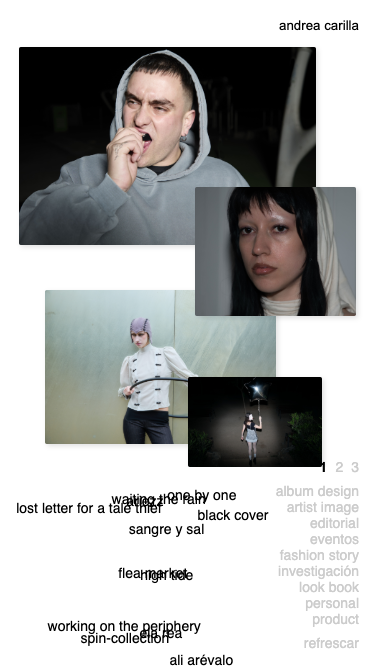 andrea carilla
1 2 3
album design
one by one
waiting the rain
artist image
lost letter for a tale thief
black cover
editorial
sangre y sal
eventos
fashion story
flea market
high tide
investigación
look book
personal
product
working on the periphery
spin-collection
refrescar
ali arévalo